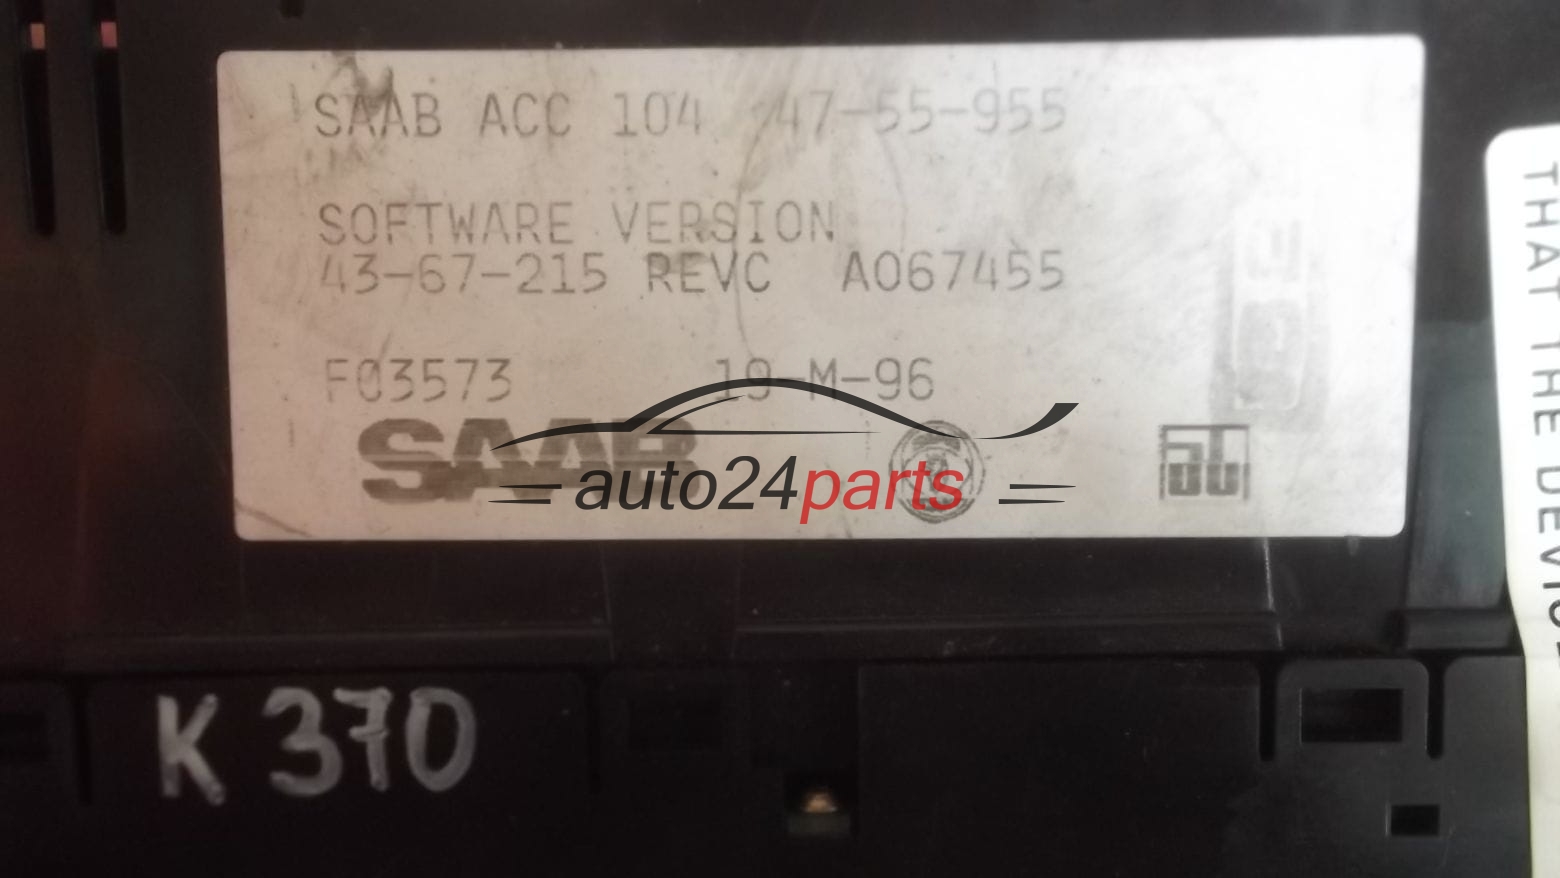 SAAB ACC 104 47-55-955
SOFTWARE VERSION
43-67-215 REVC A067455
F03573 19-M-96
SAAB
auto24parts
K 370
THAT THE DEVICE